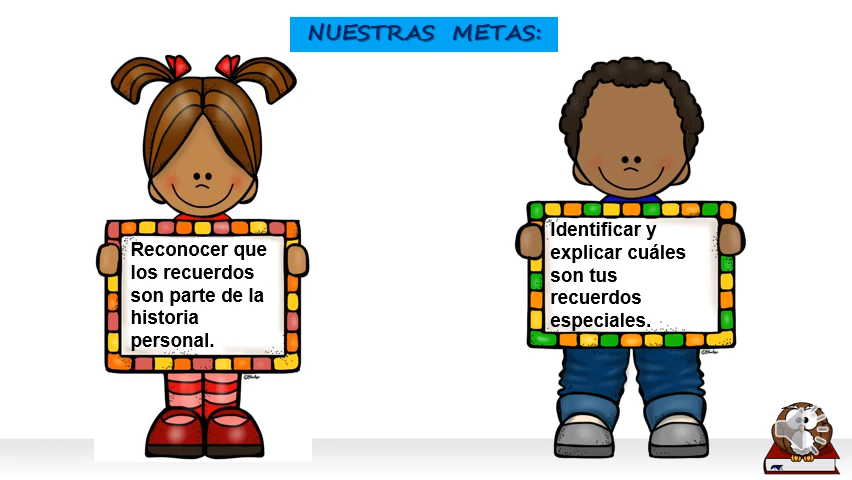 NUESTRAS METAS:
Reconocer que
los recuerdos
son parte de la
historia
personal.
Identificar y
explicar cuáles
son tus
recuerdos
especiales.